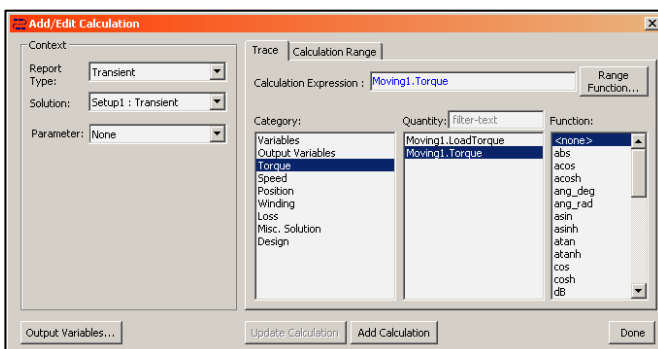 Add/Edit Calculation
Context
Report Type:
Transient
Solution:
Setup1 : Transient
Parameter:
None
Trace
Calculation Range
Calculation Expression :
Moving1.Torque
Range Function...
Category:
Variables
Output Variables
Torque
Speed
Position
Winding
Loss
Misc. Solution
Design
Quantity:
filter-text
Moving1.LoadTorque
Moving1.Torque
Function:
<none>
abs
acos
acosh
ang_deg
ang_rad
asin
asinh
atan
atanh
cos
cosh
dB
Output Variables...
Update Calculation
Add Calculation
Done